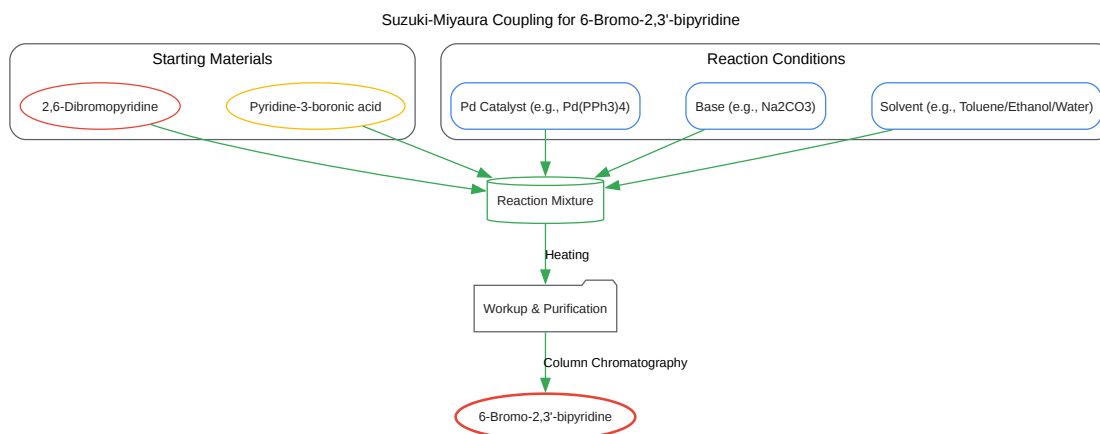 Suzuki-Miyaura Coupling for 6-Bromo-2,3'-bipyridine
Starting Materials
Reaction Conditions
2,6-Dibromopyridine
Pyridine-3-boronic acid
Pd Catalyst (e.g., Pd(PPh3)4)
Base (e.g., Na2CO3)
Solvent (e.g., Toluene/Ethanol/Water)
Reaction Mixture
Heating
Workup & Purification
Column Chromatography
6-Bromo-2,3'-bipyridine